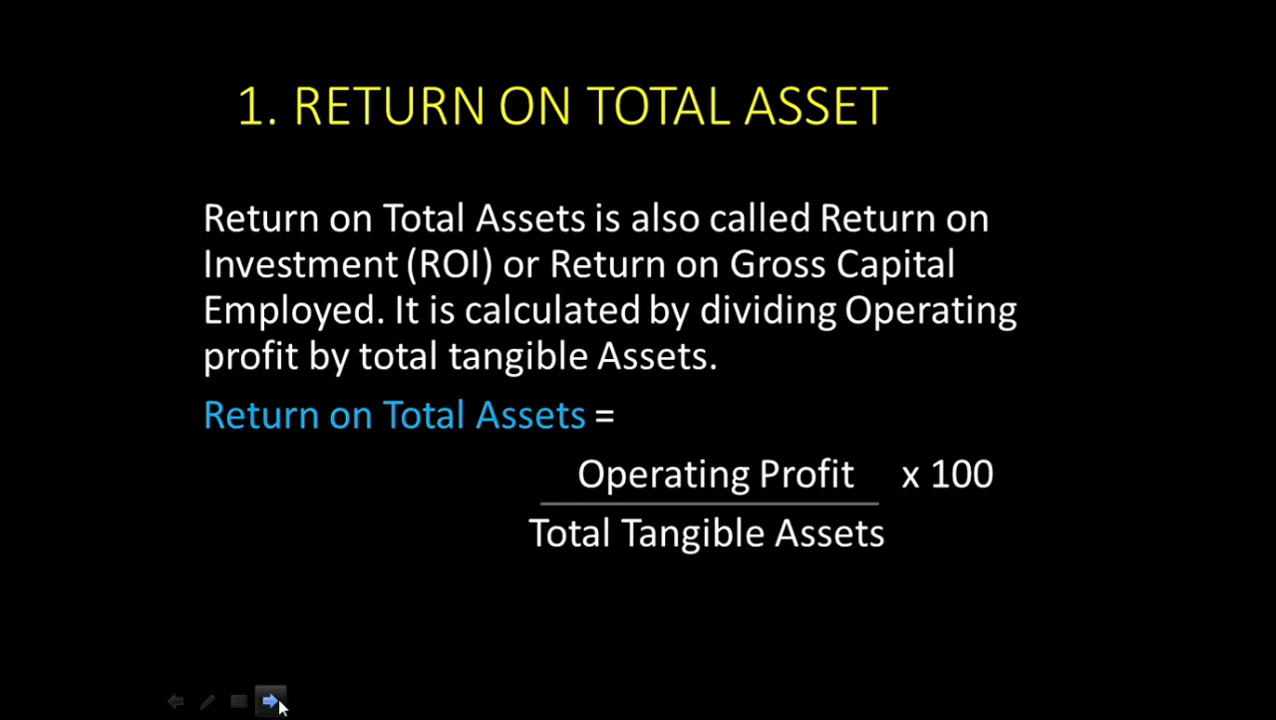 1. RETURN ON TOTAL ASSET
Return on Total Assets is also called Return on
Investment (ROI) or Return on Gross Capital
Employed. It is calculated by dividing Operating
profit by total tangible Assets.
Return on Total Assets =
Operating Profit x 100
Total Tangible Assets